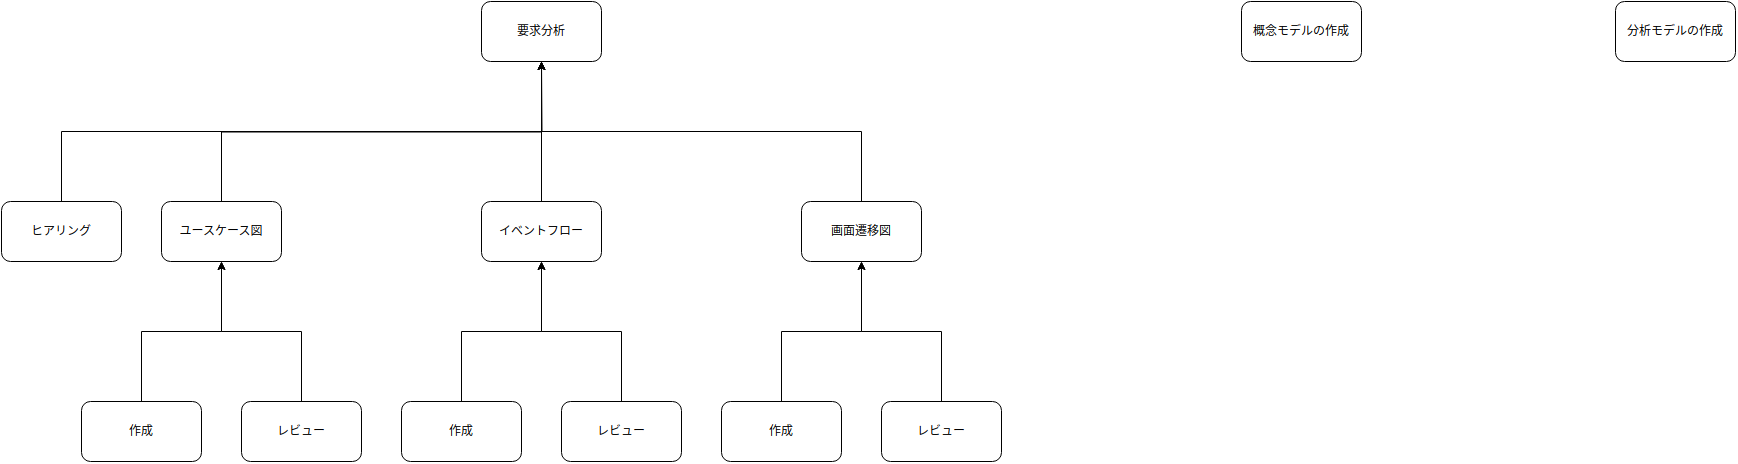 要求分析
概念モデルの作成
分析モデルの作成
ヒアリング
ユースケース図
イベントフロー
画面遷移図
作成
レビュー
作成
レビュー
作成
レビュー